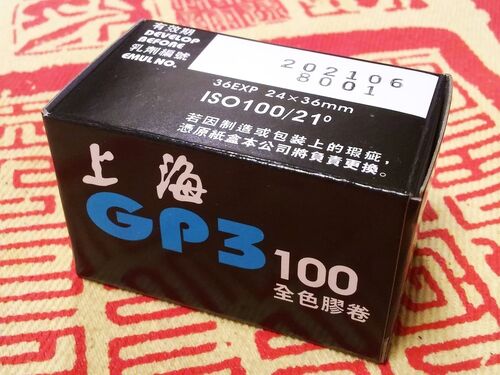 有效期
DEVELOP
BEFORE
乳劑編號
EMUL NO.
202106
8001
36EXP 24×36mm
ISO100/21°
若因制造或包装上的瑕疵,
憑原紙盒本公司將負責更換。
上海
GP3 100
全色膠卷